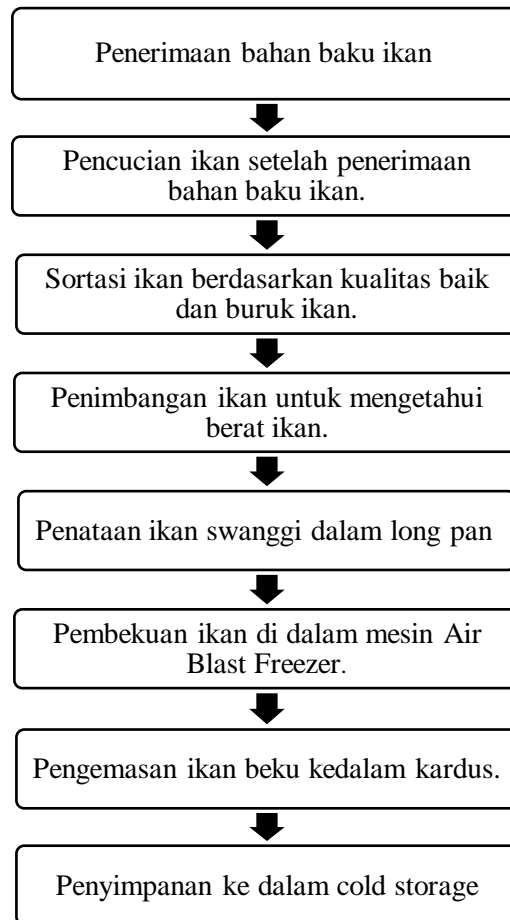 Penerimaan bahan baku ikan
Pencucian ikan setelah penerimaan
bahan baku ikan.
Sortasi ikan berdasarkan kualitas baik
dan buruk ikan.
Penimbangan ikan untuk mengetahui
berat ikan.
Penataan ikan swanggi dalam long pan
Pembekuan ikan di dalam mesin Air
Blast Freezer.
Pengemasan ikan beku kedalam kardus.
Penyimpanan ke dalam cold storage